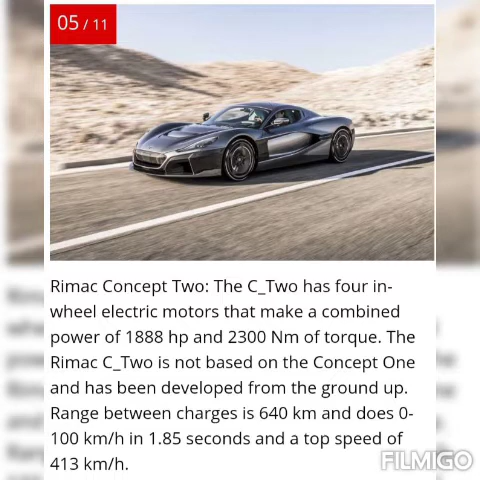 05 / 11
Rimac Concept Two: The C_Two has four in-
wheel electric motors that make a combined
power of 1888 hp and 2300 Nm of torque. The
Rimac C_Two is not based on the Concept One
and has been developed from the ground up.
Range between charges is 640 km and does 0-
100 km/h in 1.85 seconds and a top speed of
413 km/h.
FILMIGO